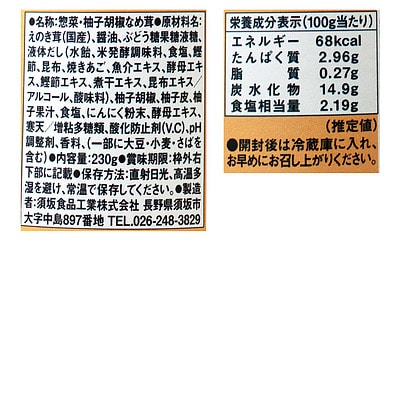 ●名称:惣菜・柚子胡椒なめ茸●原材料名:
えのき茸(国産)、醤油、ぶどう糖果糖液糖、
液体だし(水飴、米発酵調味料、食塩、鰹
節、昆布、焼きあご、魚介エキス、酵母エキ
ス、鰹節エキス、煮干エキス、昆布エキス/
アルコール、酸味料)、柚子胡椒、柚子皮、柚
子果汁、食塩、にんにく粉末、酵母エキス/
寒天/増粘多糖類、酸化防止剤(V.C)、pH
調整剤、香料、(一部に大豆・小麦・さばを
含む)●内容量:230g●賞味期限:枠外右
下部に記載●保存方法:直射日光、高温多
湿を避け、常温で保存してください。●製造
者:須坂食品工業株式会社 長野県須坂市
大字中島897番地 TEL.026-248-3829
栄養成分表示(100g当たり)
エネルギー 68kcal
たんぱく質 2.96g
脂質 0.27g
炭水化物 14.9g
食塩相当量 2.19g
(推定値)
●開封後は冷蔵庫に入れ、
お早めにお召し上がりください。